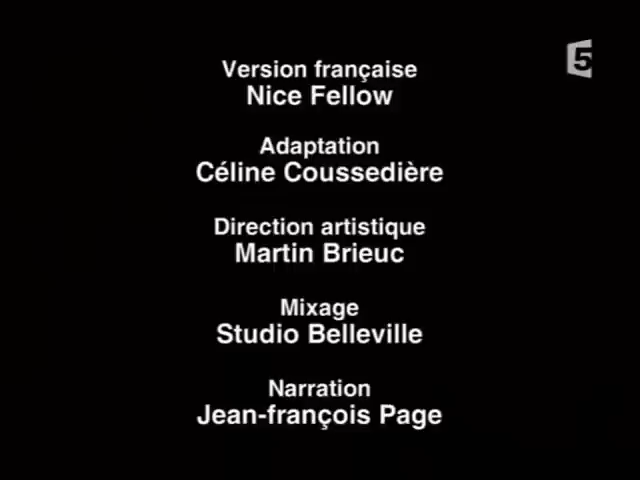 5
Version française
Nice Fellow
Adaptation
Céline Coussedière
Direction artistique
Martin Brieuc
Mixage
Studio Belleville
Narration
Jean-françois Page